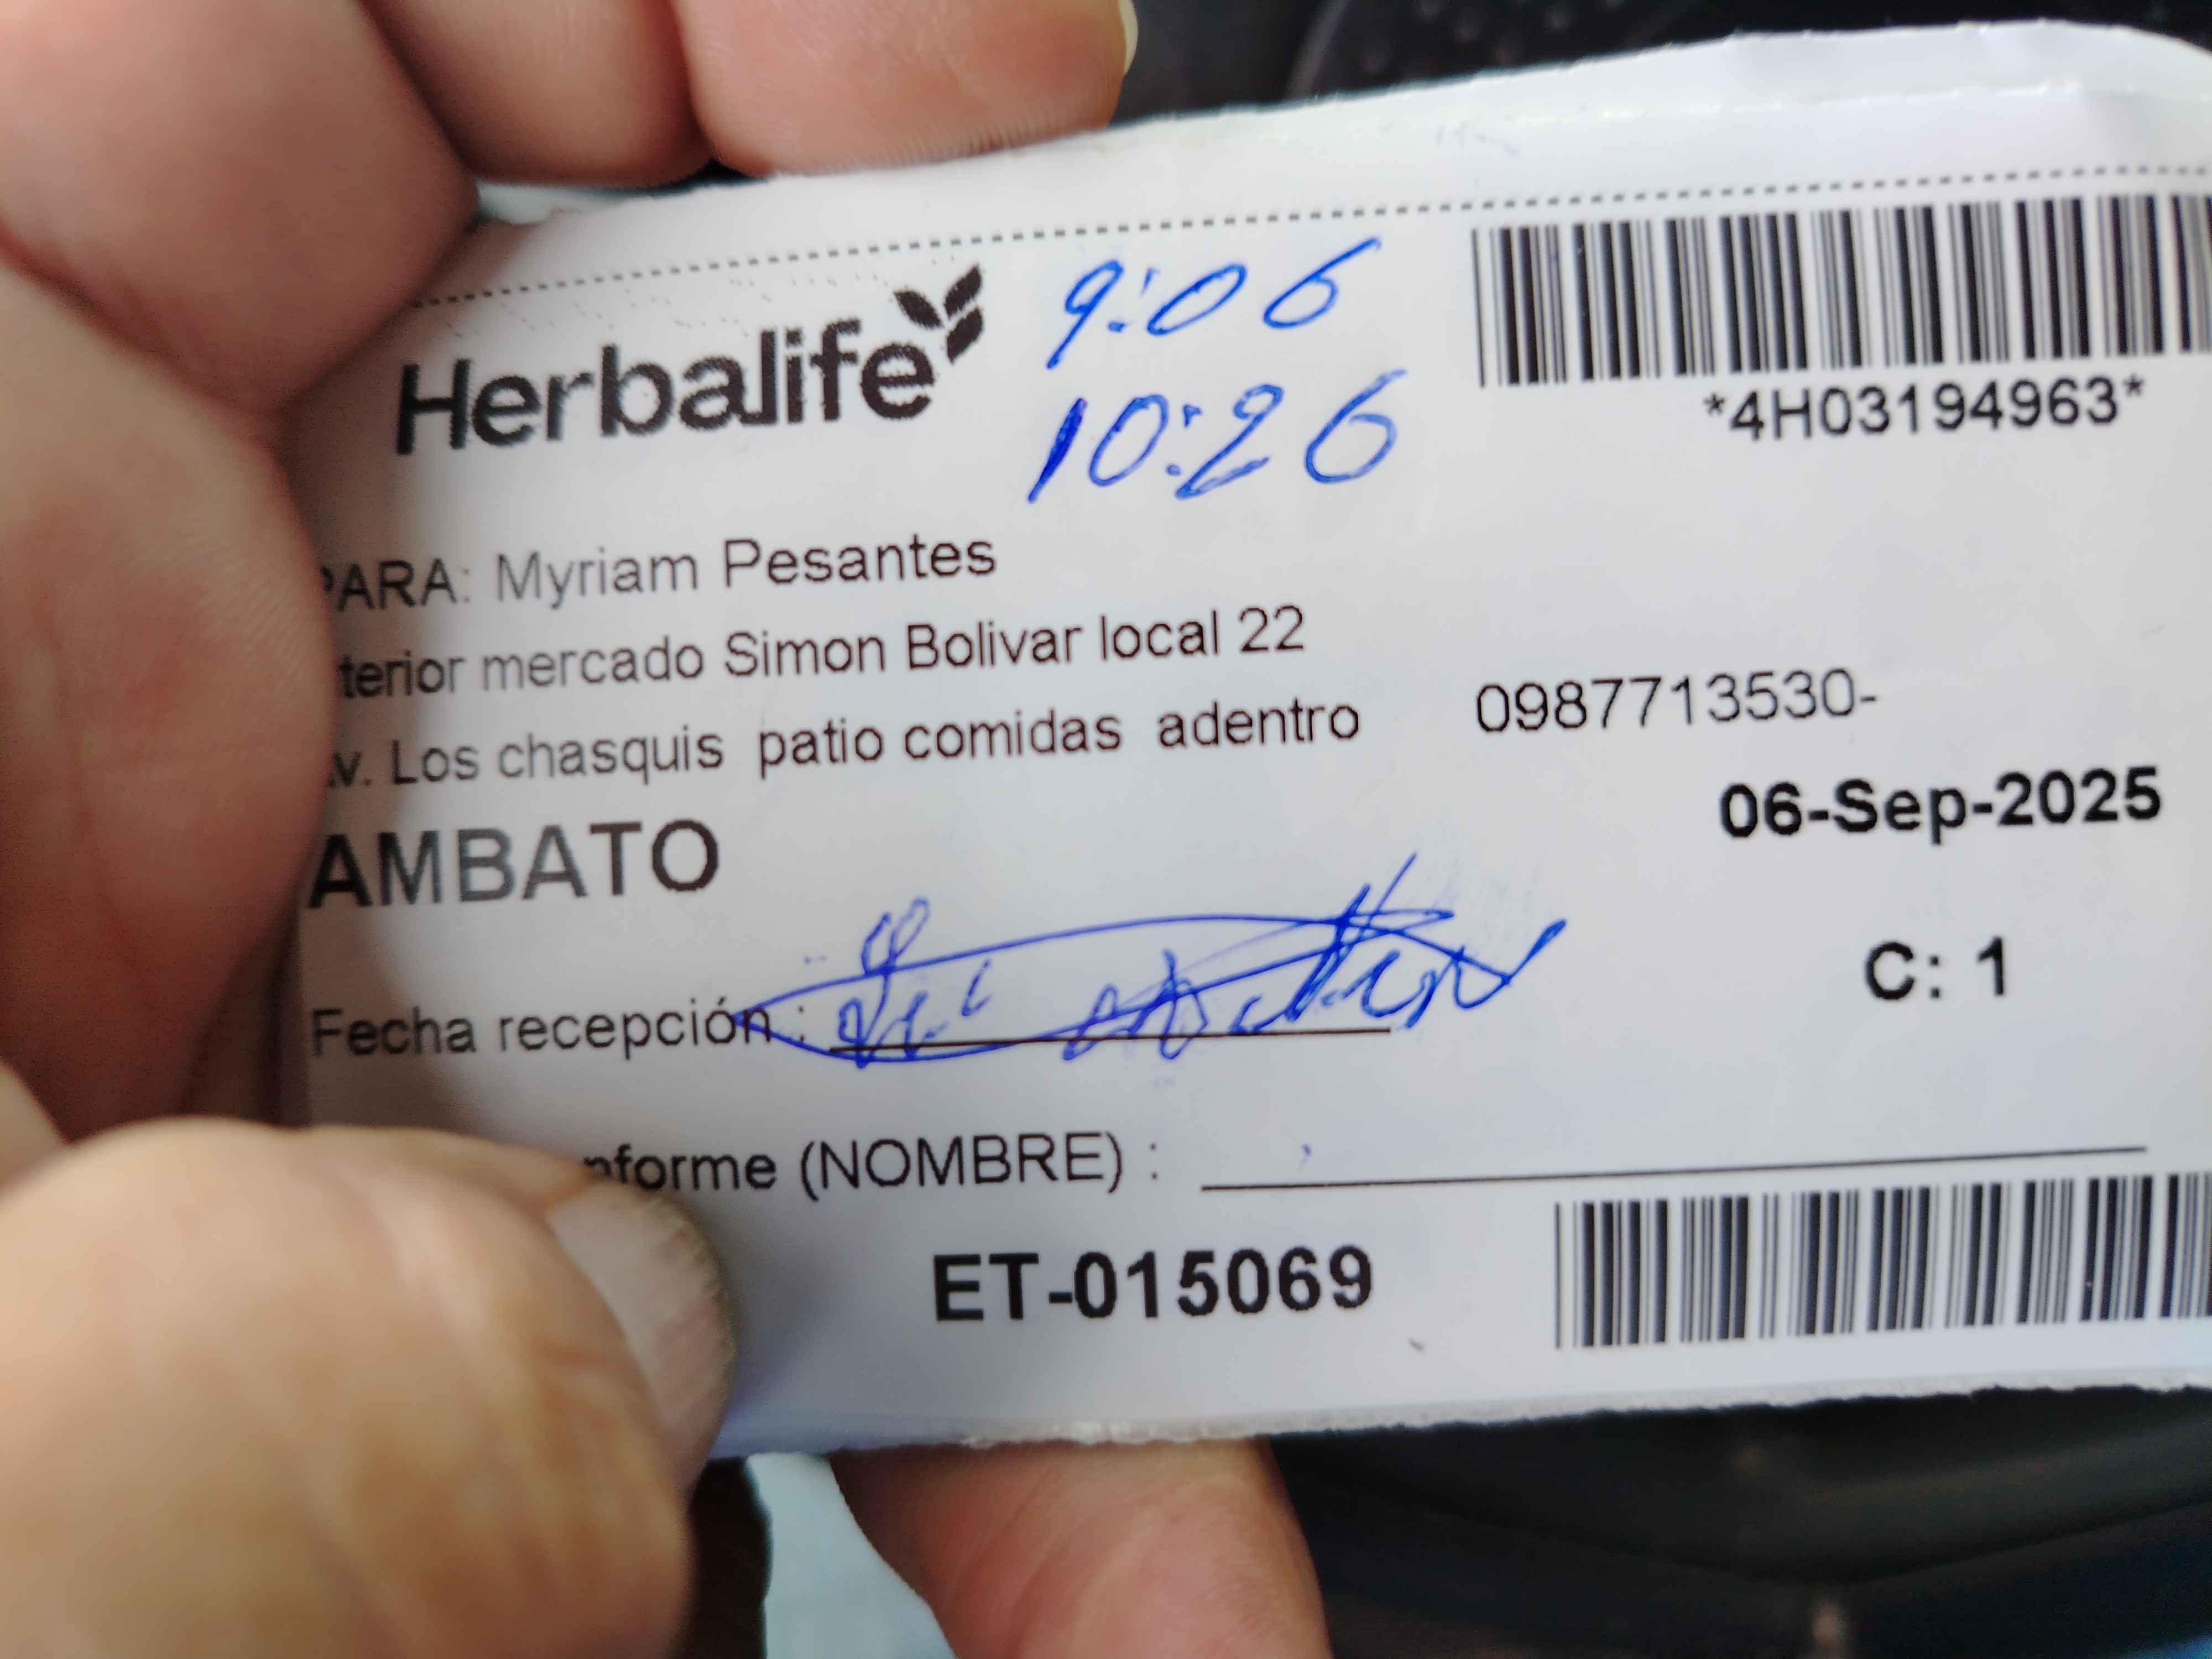 Herbalife
9:06
10:26
*4H03194963*
PARA: Myriam Pesantes
terior mercado Simon Bolivar local 22
v. Los chasquis patio comidas adentro
0987713530-
AMBATO
06-Sep-2025
C: 1
Fecha recepción :
nforme (NOMBRE) :
ET-015069